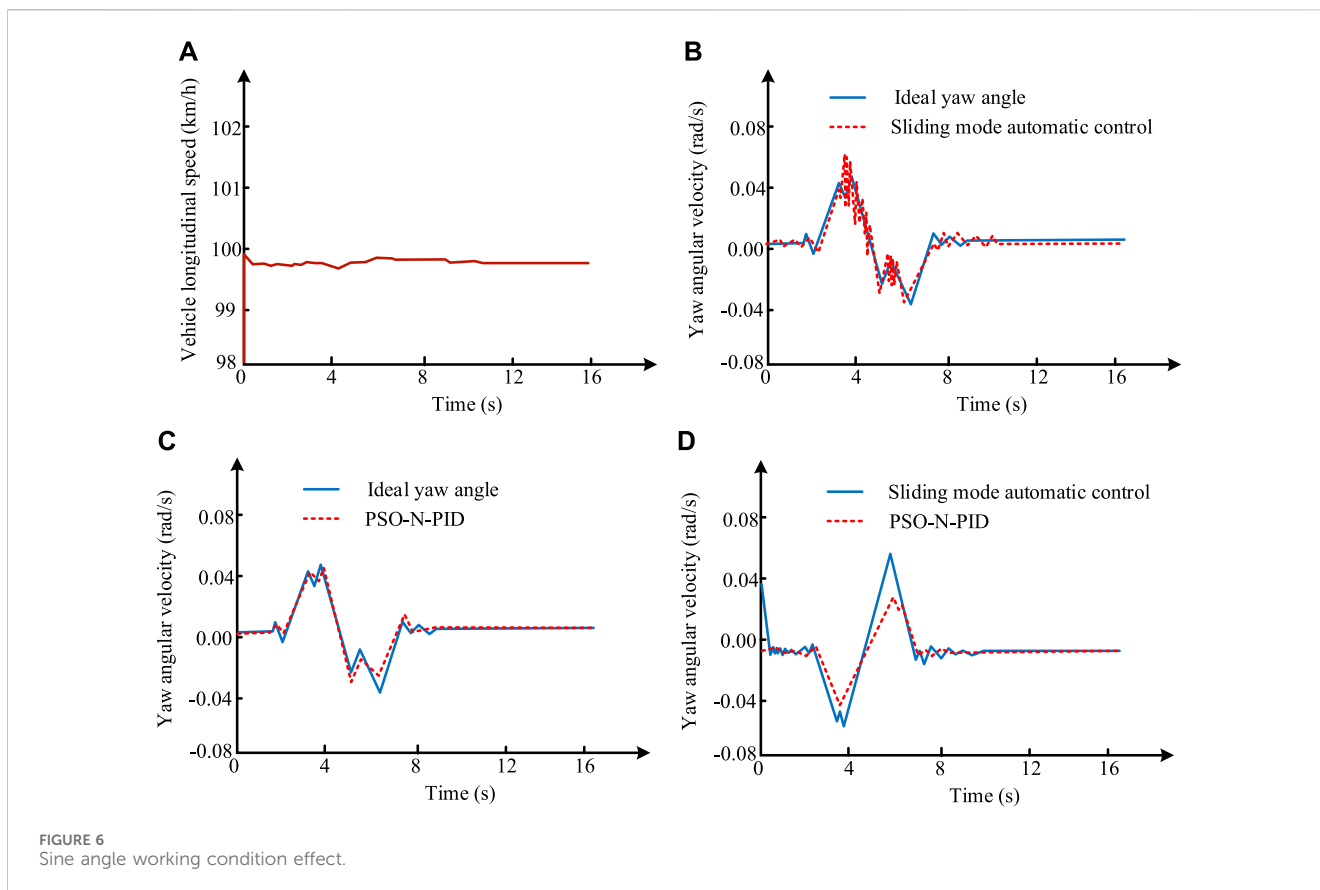 A
Vehicle longitudinal speed (km/h)
102
101
100
99
98
0
4
8
12
16
Time (s)
B
Yaw angular velocity (rad/s)
Ideal yaw angle
Sliding mode automatic control
0.08
0.04
0.00
-0.04
-0.08
0
4
8
12
16
Time (s)
C
Yaw angular velocity (rad/s)
Ideal yaw angle
PSO-N-PID
0.08
0.04
0.00
-0.04
-0.08
0
4
8
12
16
Time (s)
D
Yaw angular velocity (rad/s)
Sliding mode automatic control
PSO-N-PID
0.08
0.04
0.00
-0.04
-0.08
0
4
8
12
16
Time (s)
FIGURE 6
Sine angle working condition effect.